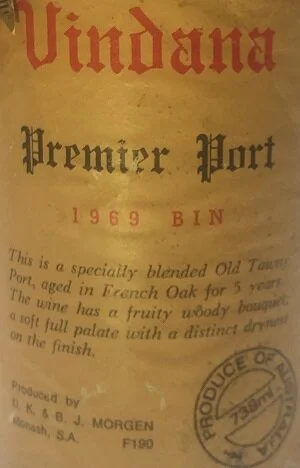 Vindana
Premier Port
1969 BIN
This is a specially blended Old Tawny
Port, aged in French Oak for 5 years.
The wine has a fruity woody bouquet,
a soft full palate with a distinct dryness
on the finish.
Produced by
G. K. & B. J. MORGEN
Monash, S.A. F190
PRODUCE OF AUSTRALIA
738ml